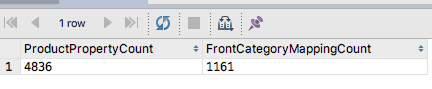 1 row
ProductPropertyCount FrontCategoryMappingCount
1 4836 1161